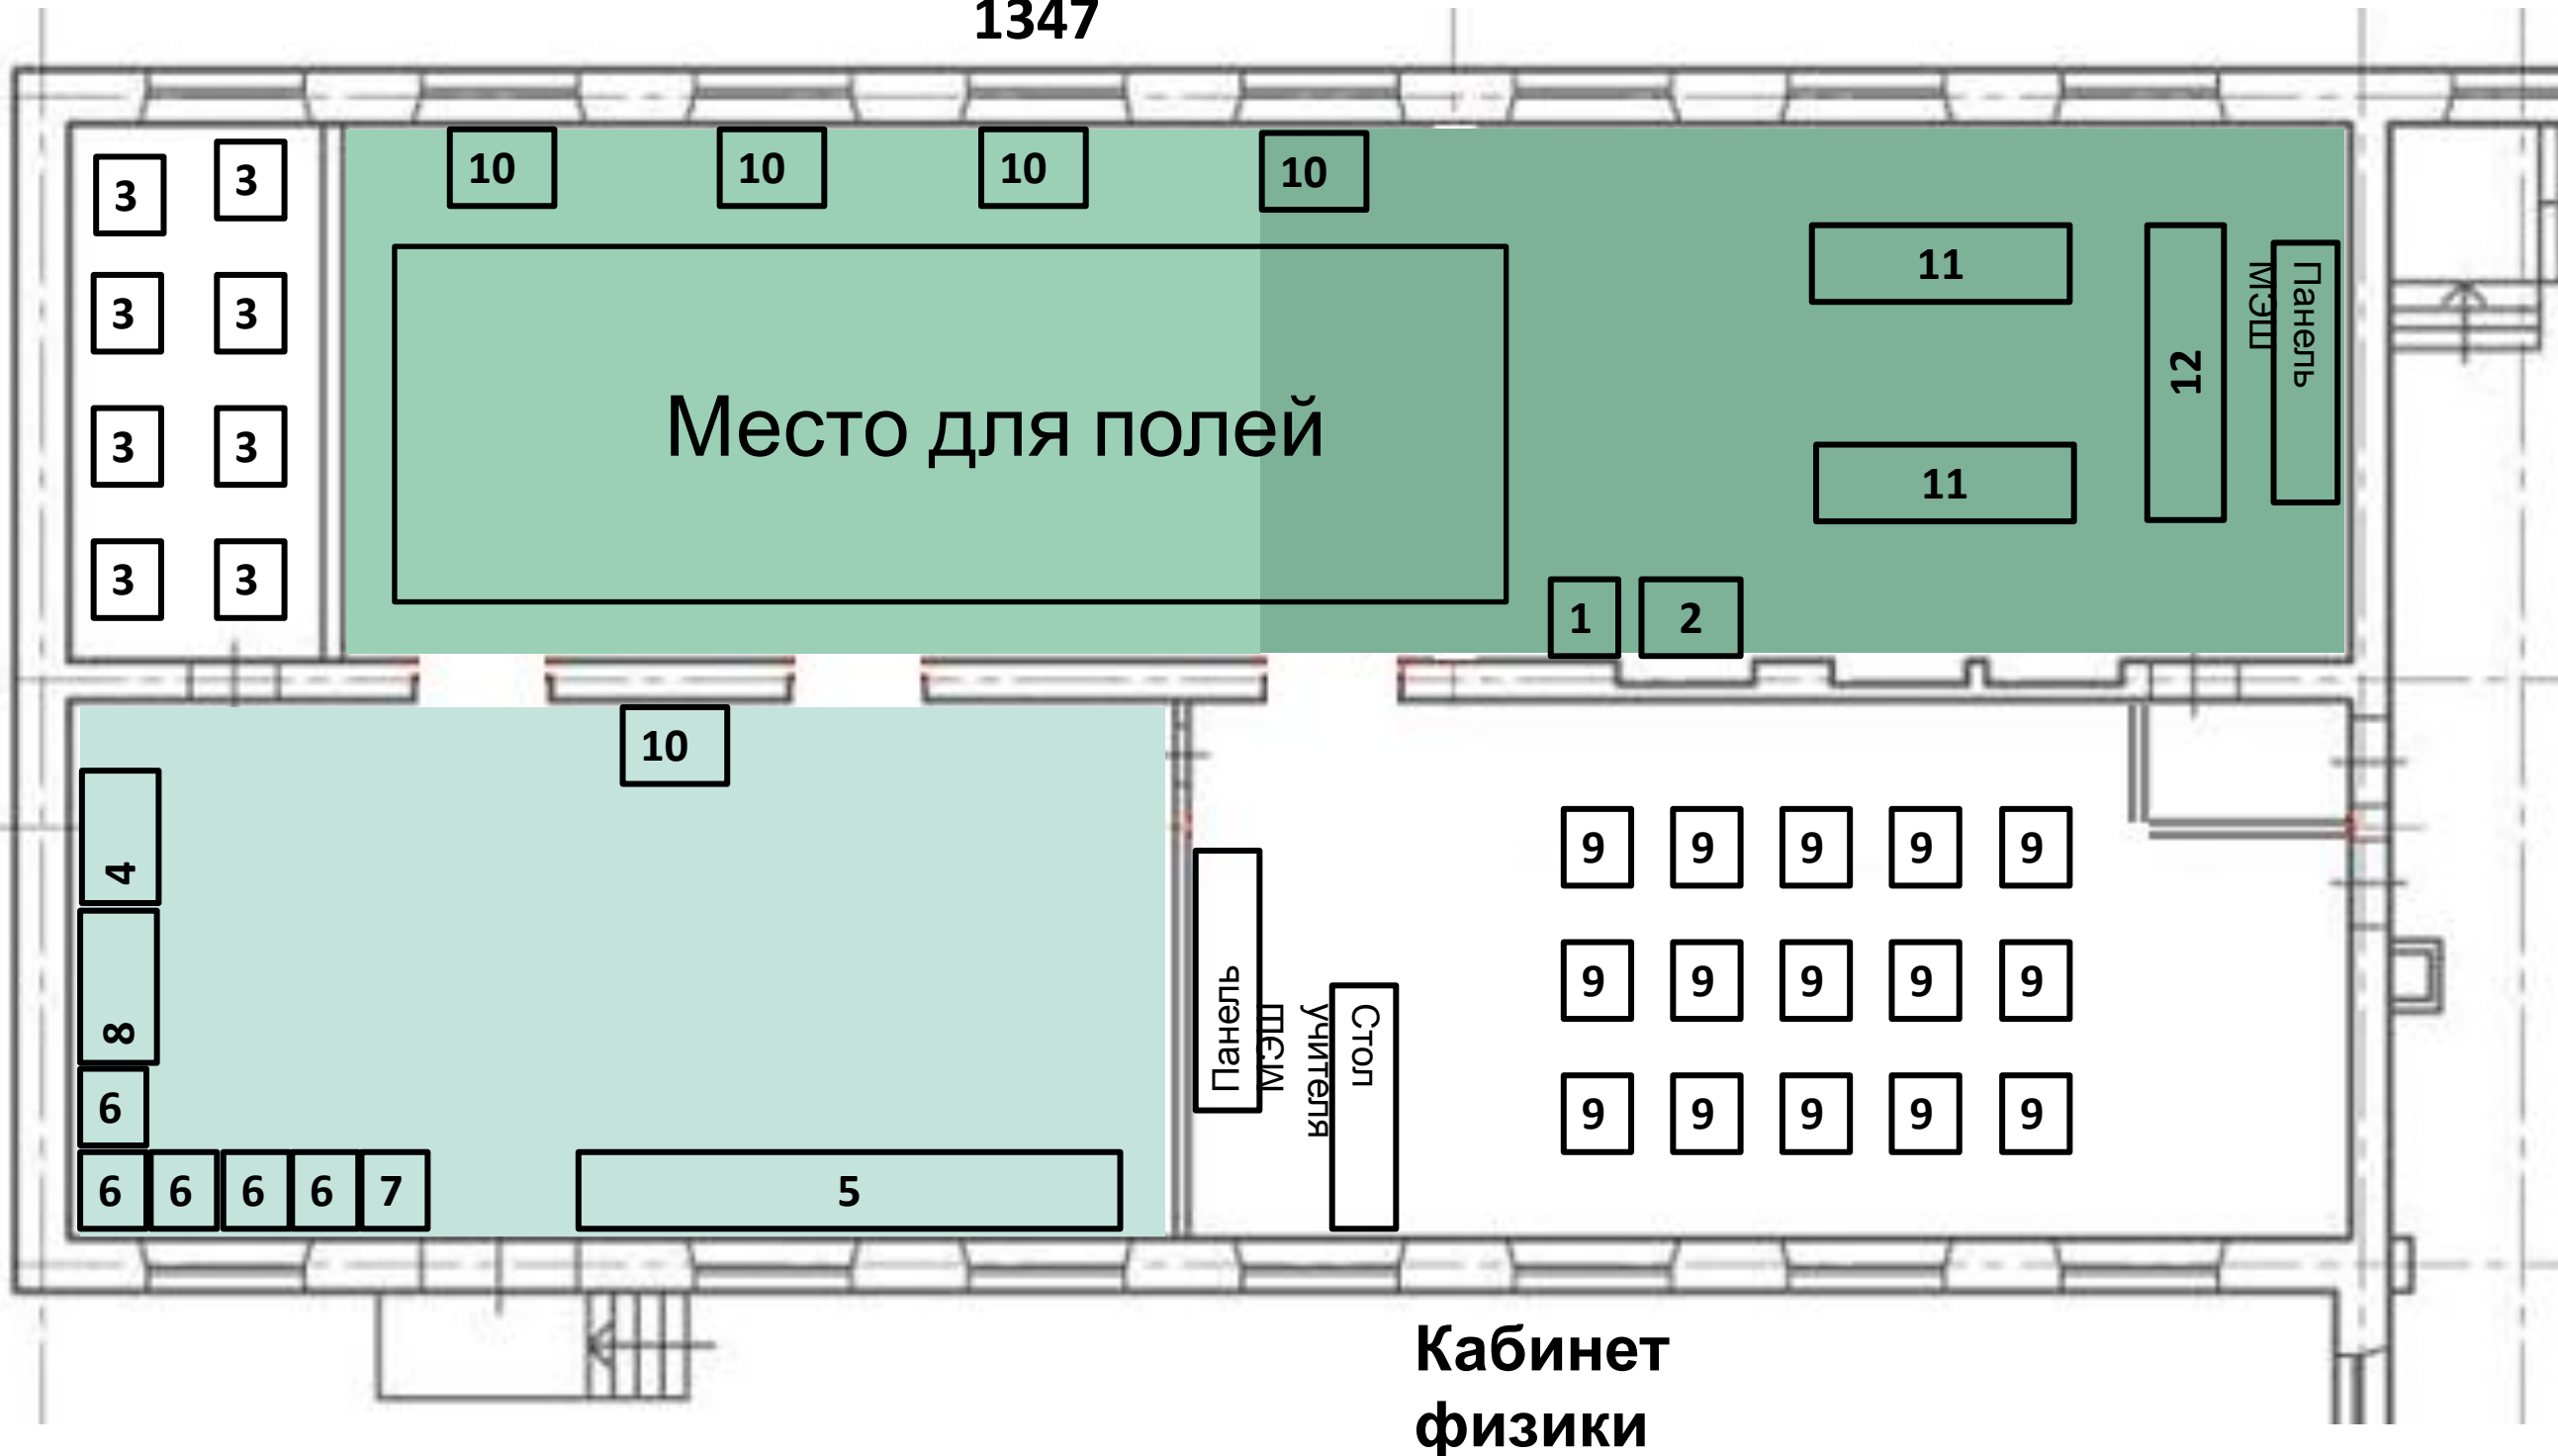 1347
3 3
10 10 10 10
3 3
3 3
3 3
Место для полей
11
11
12
Панель
МЭШ
1 2
10
4
8
6
6 6 6 6 7
5
Панель
МЭШ
Стол
учителя
9 9 9 9 9
9 9 9 9 9
9 9 9 9 9
Кабинет
физики